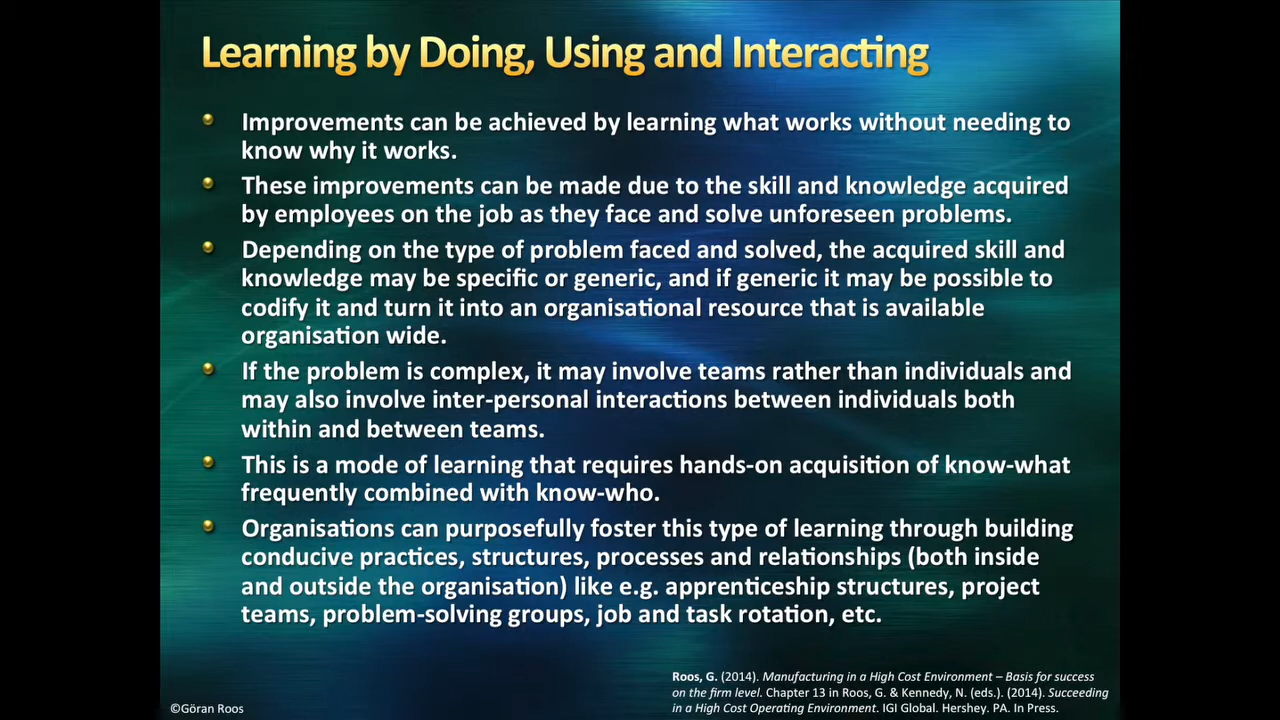 Learning by Doing, Using and Interacting
Improvements can be achieved by learning what works without needing to
know why it works.
These improvements can be made due to the skill and knowledge acquired
by employees on the job as they face and solve unforeseen problems.
Depending on the type of problem faced and solved, the acquired skill and
knowledge may be specific or generic, and if generic it may be possible to
codify it and turn it into an organisational resource that is available
organisation wide.
If the problem is complex, it may involve teams rather than individuals and
may also involve inter-personal interactions between individuals both
within and between teams.
This is a mode of learning that requires hands-on acquisition of know-what
frequently combined with know-who.
Organisations can purposefully foster this type of learning through building
conducive practices, structures, processes and relationships (both inside
and outside the organisation) like e.g. apprenticeship structures, project
teams, problem-solving groups, job and task rotation, etc.
Roos, G. (2014). Manufacturing in a High Cost Environment – Basis for success
on the firm level. Chapter 13 in Roos, G. & Kennedy, N. (eds.). (2014). Succeeding
in a High Cost Operating Environment. IGI Global. Hershey. PA. In Press.
©Göran Roos